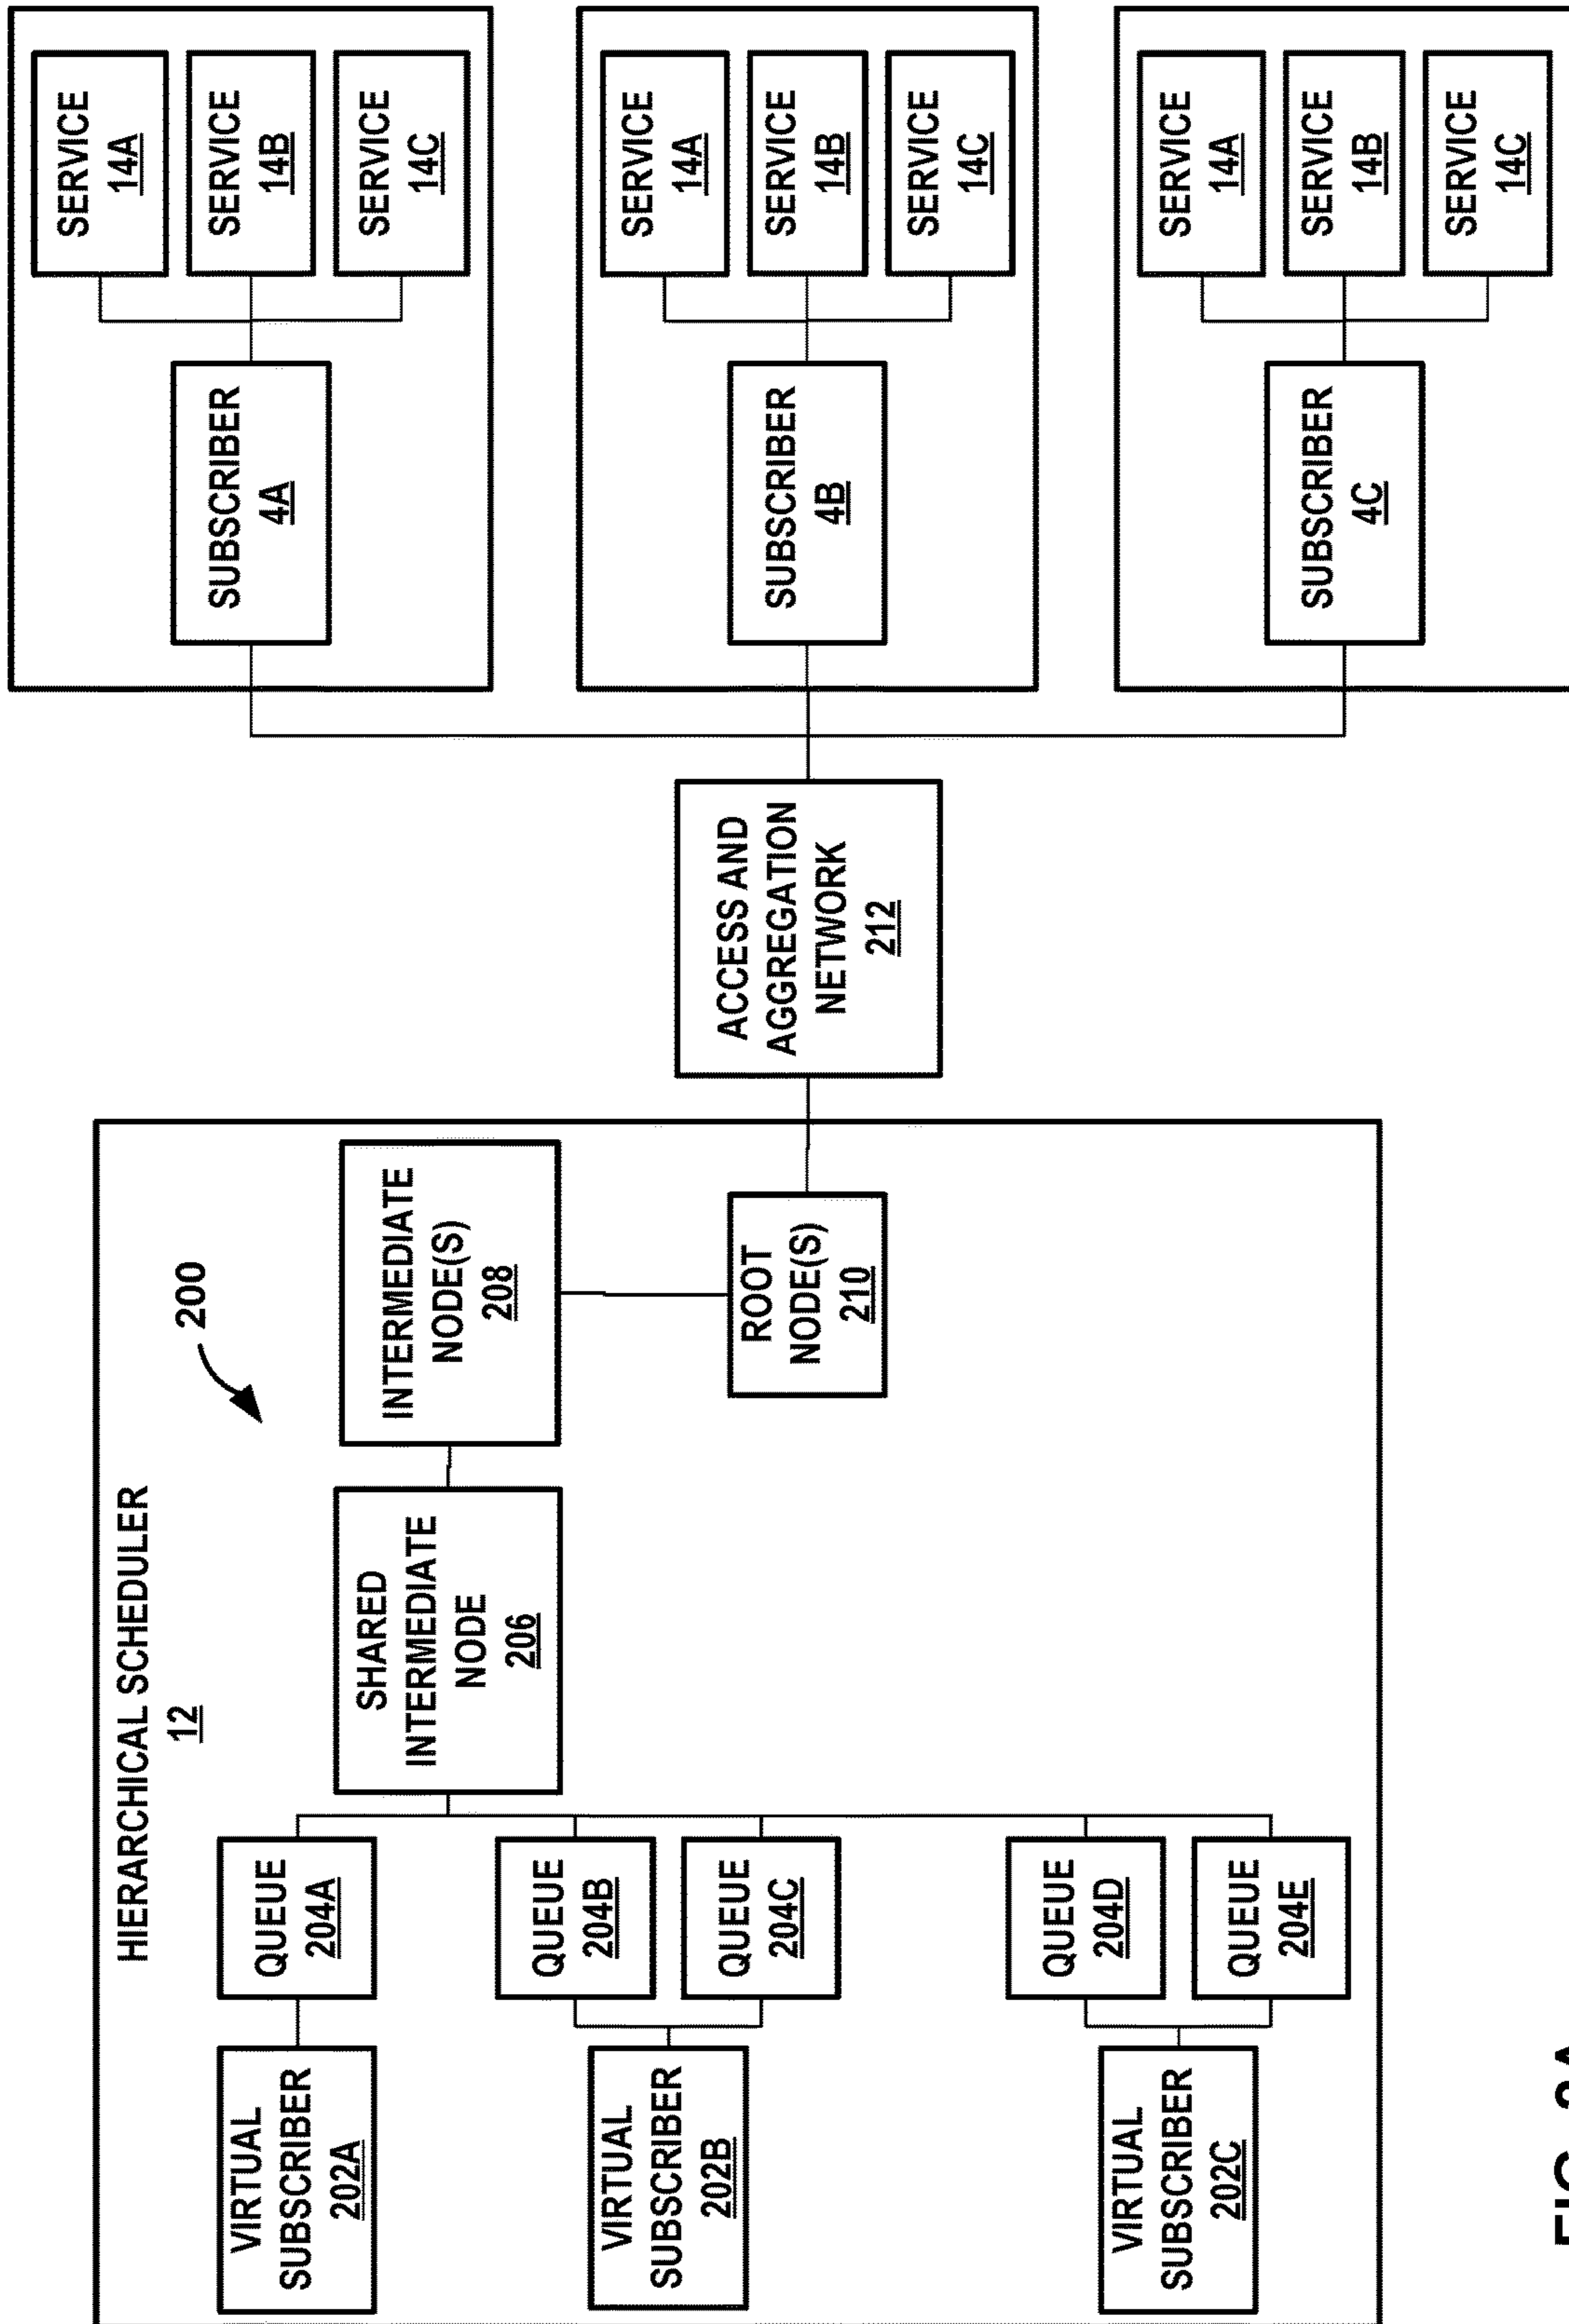 HIERARCHICAL SCHEDULER
12
200
VIRTUAL
SUBSCRIBER
202A
QUEUE
204A
VIRTUAL
SUBSCRIBER
202B
QUEUE
204B
QUEUE
204C
VIRTUAL
SUBSCRIBER
202C
QUEUE
204D
QUEUE
204E
SHARED
INTERMEDIATE
NODE
206
INTERMEDIATE
NODE(S)
208
ROOT
NODE(S)
210
ACCESS AND
AGGREGATION
NETWORK
212
SUBSCRIBER
4A
SERVICE
14A
SERVICE
14B
SERVICE
14C
SUBSCRIBER
4B
SERVICE
14A
SERVICE
14B
SERVICE
14C
SUBSCRIBER
4C
SERVICE
14A
SERVICE
14B
SERVICE
14C
FIG.